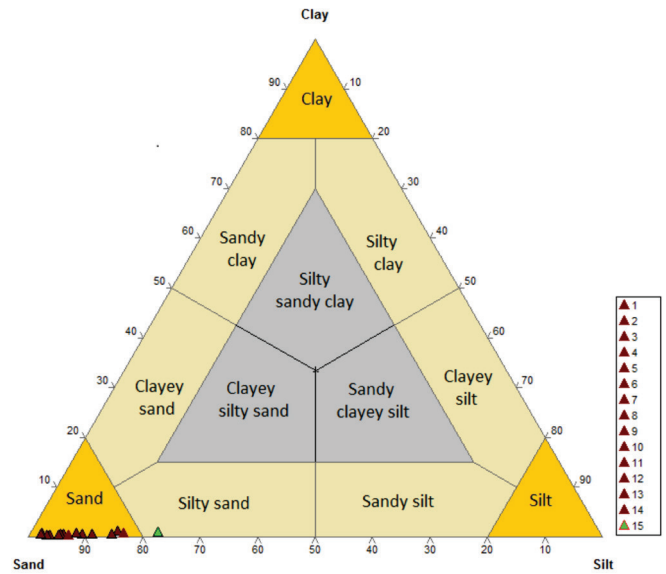 Clay
90
10
Clay
80
20
70
30
60
Sandy
clay
Silty
clay
40
Silty
sandy clay
50
50
40
60
30
Clayey
sand
Clayey
silty sand
Sandy
clayey silt
Clayey
silt
70
20
80
10
Sand
Silty sand
Sandy silt
Silt
90
Sand
90
80
70
60
50
40
30
20
10
Silt
1
2
3
4
5
6
7
8
9
10
11
12
13
14
15